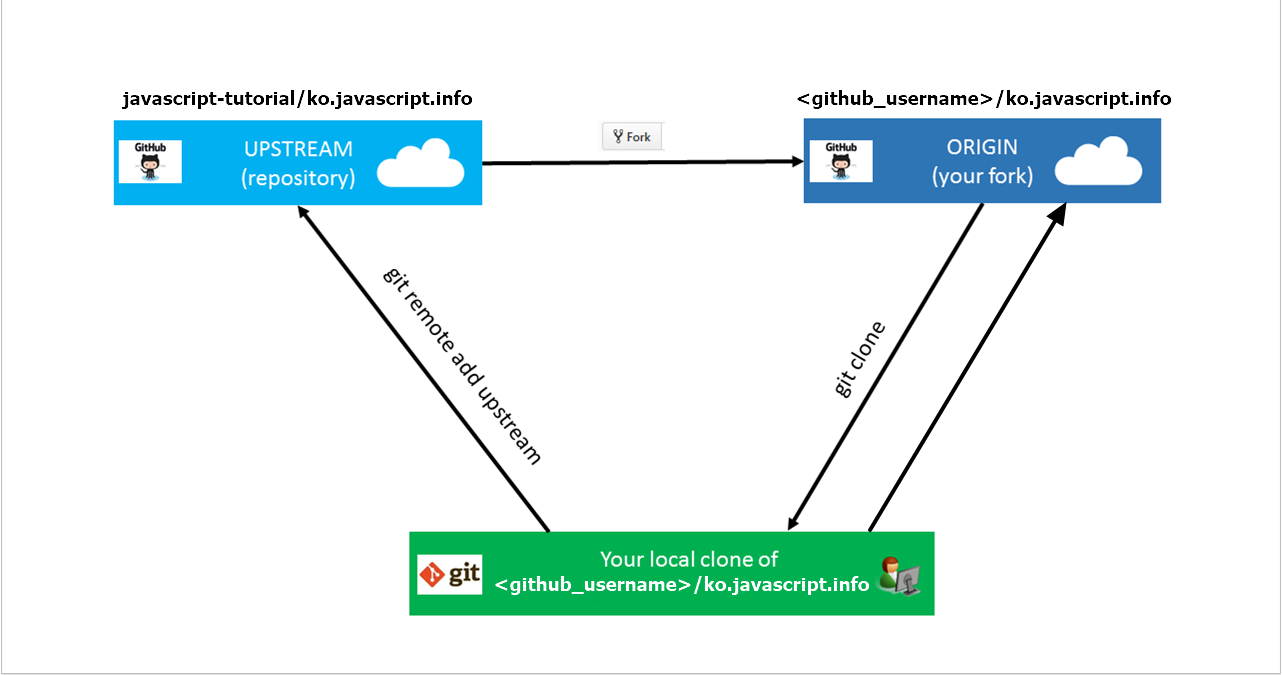 javascript-tutorial/ko.javascript.info
<github_username>/ko.javascript.info
GitHub
UPSTREAM
(repository)
Fork
GitHub
ORIGIN
(your fork)
git remote add upstream
git clone
git
Your local clone of
<github_username>/ko.javascript.info